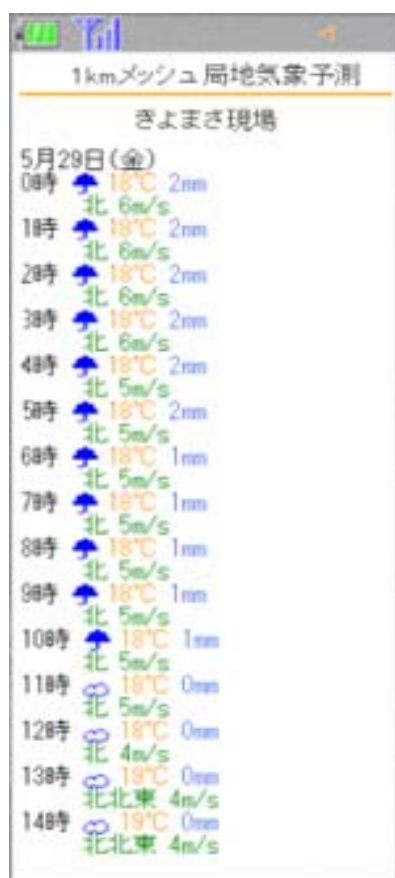 1kmメッシュ局地気象予測
きよまさ現場
5月29日(金)
0時 18℃ 2mm
北 6m/s
1時 18℃ 2mm
北 6m/s
2時 18℃ 2mm
北 6m/s
3時 18℃ 2mm
北 6m/s
4時 18℃ 2mm
北 5m/s
5時 18℃ 2mm
北 5m/s
6時 18℃ 1mm
北 5m/s
7時 18℃ 1mm
北 5m/s
8時 18℃ 1mm
北 5m/s
9時 18℃ 1mm
北 5m/s
10時 18℃ 1mm
北 5m/s
11時 18℃ 0mm
北 5m/s
12時 18℃ 0mm
北 4m/s
13時 19℃ 0mm
北北東 4m/s
14時 19℃ 0mm
北北東 4m/s